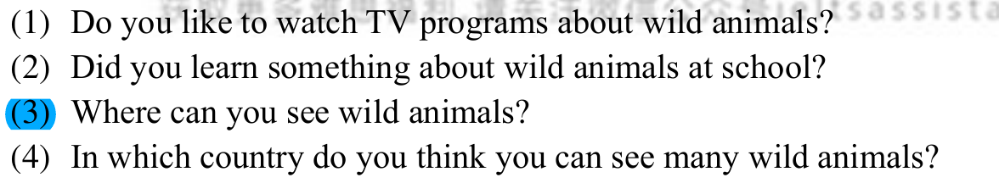 (1) Do you like to watch TV programs about wild animals?
(2) Did you learn something about wild animals at school?
(3) Where can you see wild animals?
(4) In which country do you think you can see many wild animals?